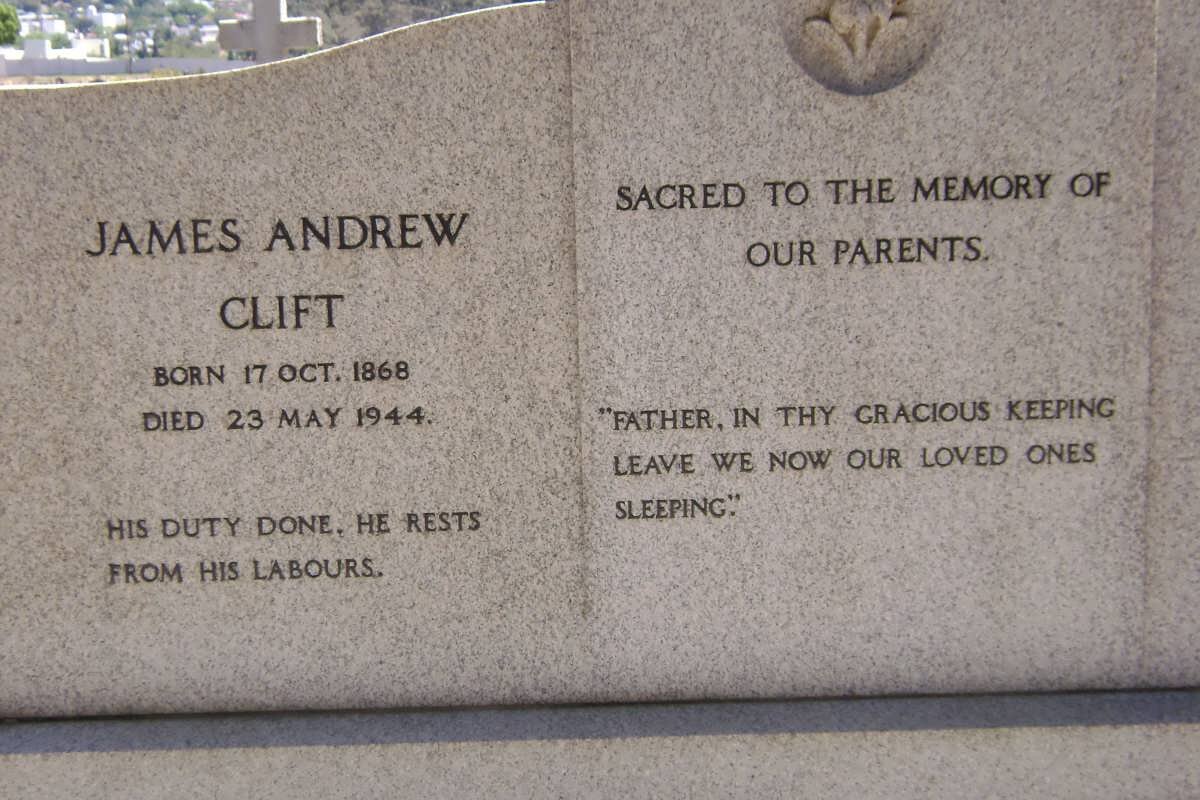 JAMES ANDREW
CLIFT
BORN 17 OCT. 1868
DIED 23 MAY 1944.
HIS DUTY DONE, HE RESTS
FROM HIS LABOURS.
SACRED TO THE MEMORY OF
OUR PARENTS.
"FATHER, IN THY GRACIOUS KEEPING
LEAVE WE NOW OUR LOVED ONES
SLEEPING."